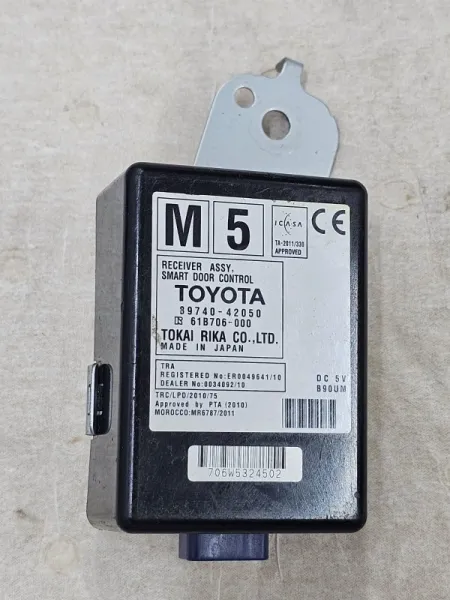 M 5
ICASA
TA-2011/330
APPROVED
CE
RECEIVER ASSY,
SMART DOOR CONTROL
TOYOTA
89740-42050
61B706-000
TOKAI RIKA CO.,LTD.
MADE IN JAPAN
TRA
REGISTERED No:ER0049641/10
DEALER No:0034892/10
DC 5V
B90UM
TRC/LPD/2010/75
Approved by PTA (2010)
MOROCCO:MR6787/2011
706W5324502